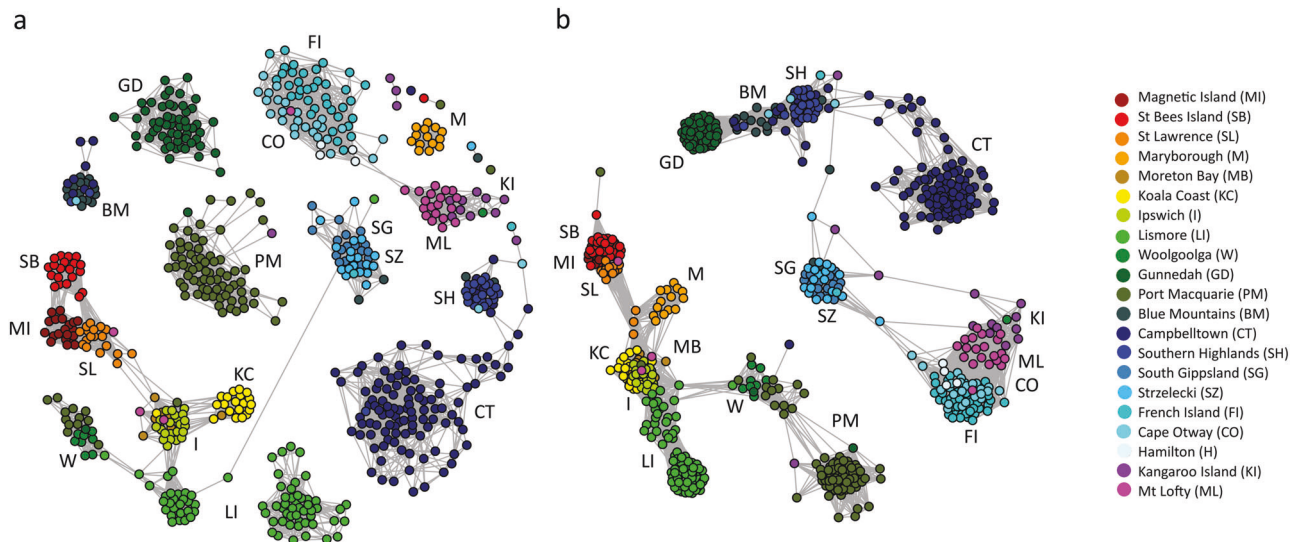 a
FI
GD
CO
M
BM
KI
ML
SG
SZ
PM
SB
SH
MI
SL
KC
CT
I
W
LI
b
SH
BM
GD
CT
SB
MI
SL
M
SG
SZ
KI
KC
MB
ML
I
W
CO
PM
FI
LI
Magnetic Island (MI)
St Bees Island (SB)
St Lawrence (SL)
Maryborough (M)
Moreton Bay (MB)
Koala Coast (KC)
Ipswich (I)
Lismore (LI)
Woolgoolga (W)
Gunnedah (GD)
Port Macquarie (PM)
Blue Mountains (BM)
Campbelltown (CT)
Southern Highlands (SH)
South Gippsland (SG)
Strzelecki (SZ)
French Island (FI)
Cape Otway (CO)
Hamilton (H)
Kangaroo Island (KI)
Mt Lofty (ML)